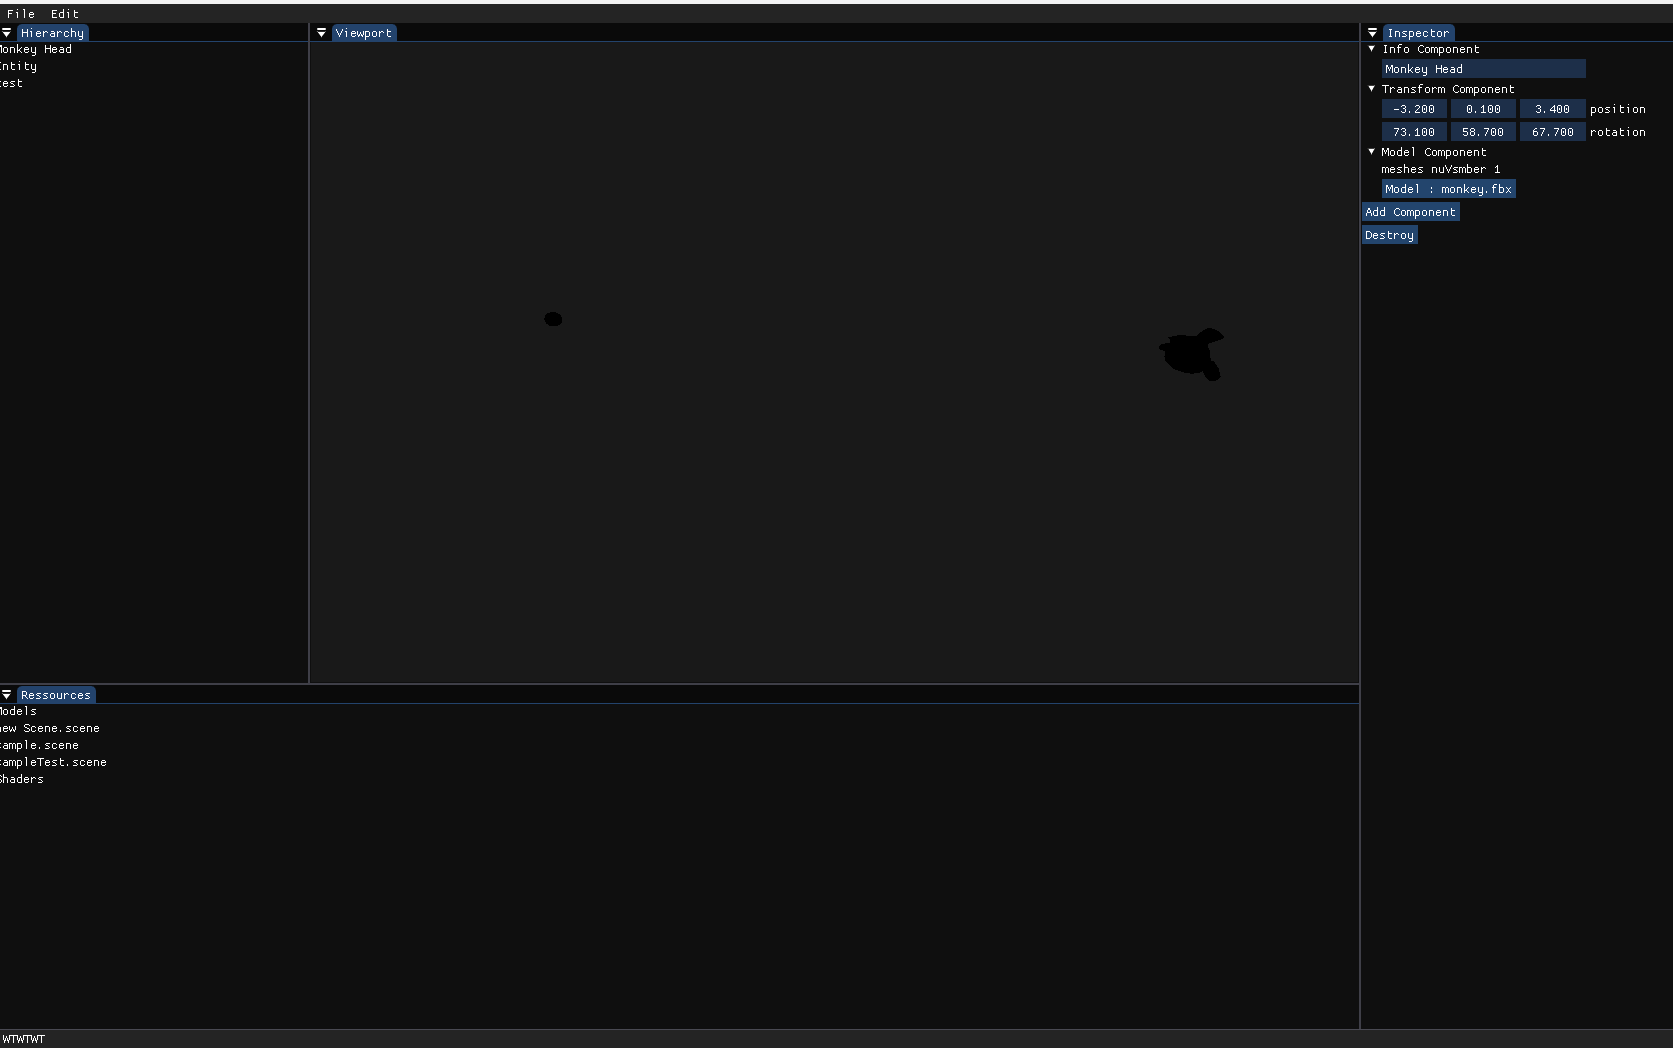 File Edit
Hierarchy
Monkey Head
Entity
test
Viewport
Inspector
Info Component
Monkey Head
Transform Component
-3.200 0.100 3.400 position
73.100 58.700 67.700 rotation
Model Component
meshes nuVsmber 1
Model : monkey.fbx
Add Component
Destroy
Ressources
Models
new Scene.scene
sample.scene
sampleTest.scene
Shaders
WTWTWT